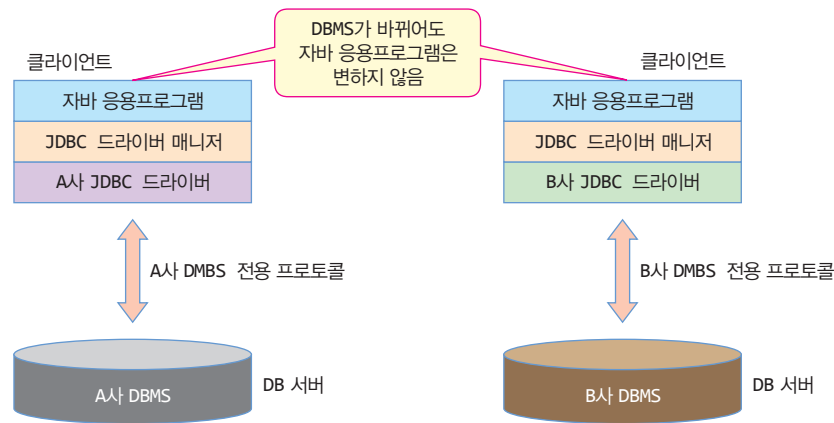 DBMS가 바뀌어도
자바 응용프로그램은
변하지 않음
클라이언트
자바 응용프로그램
JDBC 드라이버 매니저
A사 JDBC 드라이버
A사 DMBS 전용 프로토콜
A사 DBMS
DB 서버
클라이언트
자바 응용프로그램
JDBC 드라이버 매니저
B사 JDBC 드라이버
B사 DMBS 전용 프로토콜
B사 DBMS
DB 서버